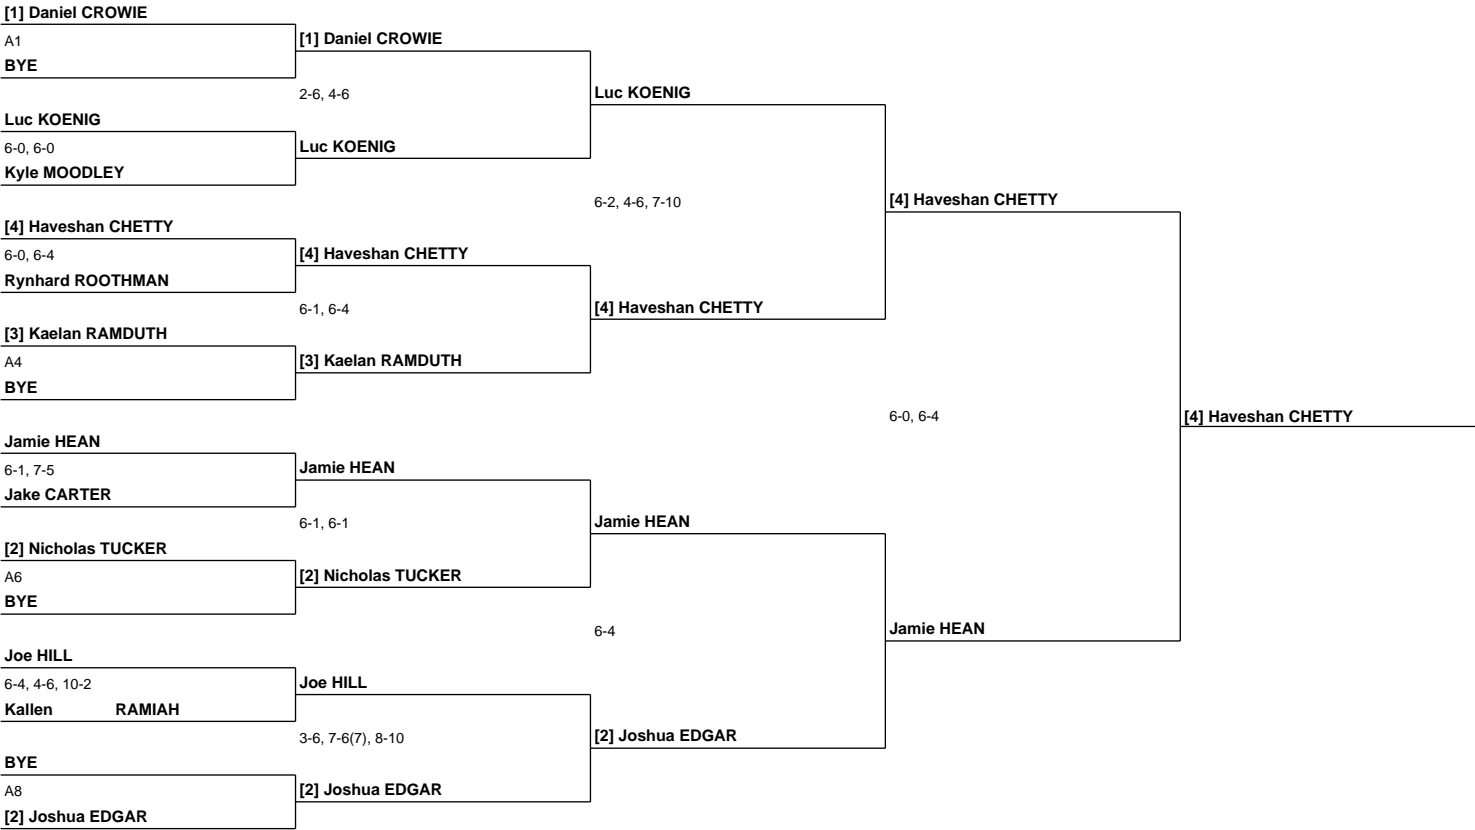 [1] Daniel CROWIE
A1
BYE
Luc KOENIG
6-0, 6-0
Kyle MOODLEY
[4] Haveshan CHETTY
6-0, 6-4
Rynhard ROOTHMAN
[3] Kaelan RAMDUTH
A4
BYE
Jamie HEAN
6-1, 7-5
Jake CARTER
[2] Nicholas TUCKER
A6
BYE
Joe HILL
6-4, 4-6, 10-2
Kallen RAMIAH
BYE
A8
[2] Joshua EDGAR
[1] Daniel CROWIE
2-6, 4-6
Luc KOENIG
[4] Haveshan CHETTY
6-1, 6-4
[3] Kaelan RAMDUTH
Jamie HEAN
6-1, 6-1
[2] Nicholas TUCKER
Joe HILL
3-6, 7-6(7), 8-10
[2] Joshua EDGAR
Luc KOENIG
6-2, 4-6, 7-10
[4] Haveshan CHETTY
Jamie HEAN
6-4
[2] Joshua EDGAR
[4] Haveshan CHETTY
6-0, 6-4
Jamie HEAN
[4] Haveshan CHETTY